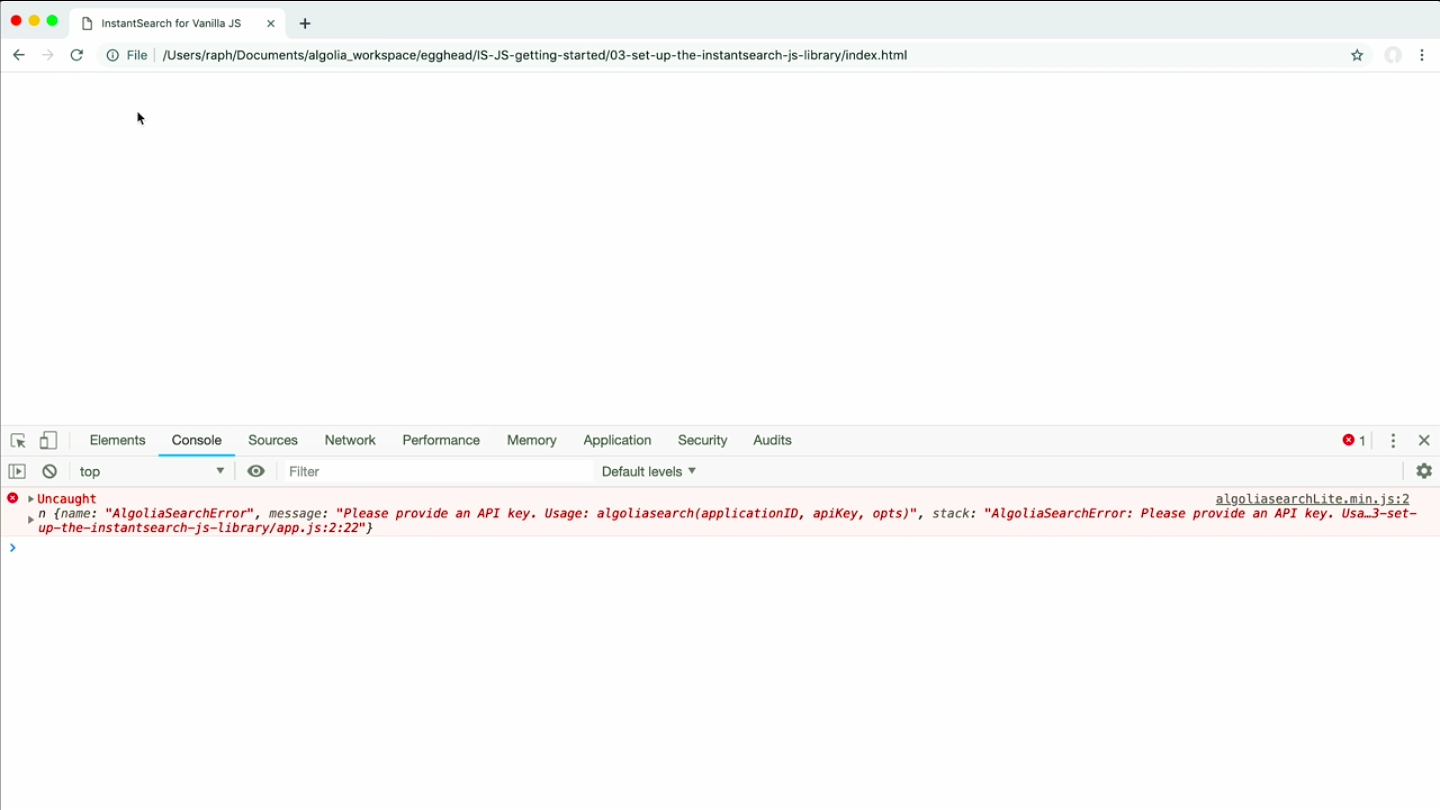 InstantSearch for Vanilla JS
File /Users/raph/Documents/algolia_workspace/egghead/IS-JS-getting-started/03-set-up-the-instantsearch-js-library/index.html
Elements Console Sources Network Performance Memory Application Security Audits 1
top Filter Default levels
Uncaught algoliasearchLite.min.js:2
n {name: "AlgoliaSearchError", message: "Please provide an API key. Usage: algoliasearch(applicationID, apiKey, opts)", stack: "AlgoliaSearchError: Please provide an API key. Usa…3-set-
up-the-instantsearch-js-library/app.js:2:22"}